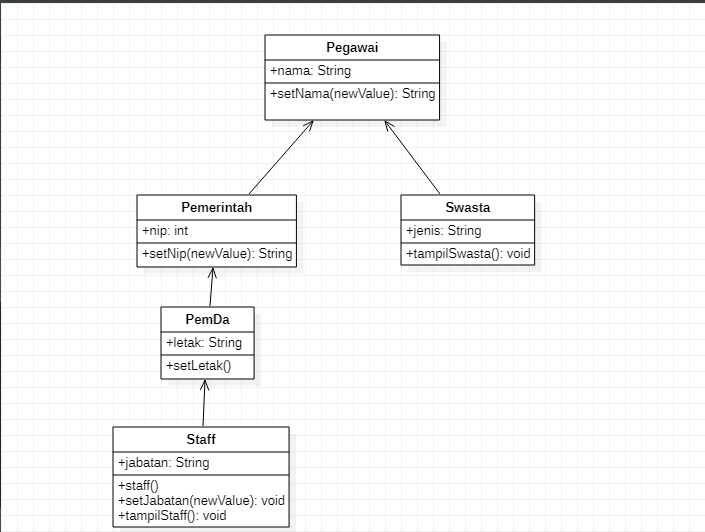 Pegawai
+nama: String
+setNama(newValue): String
Pemerintah
+nip: int
+setNip(newValue): String
Swasta
+jenis: String
+tampilSwasta(): void
PemDa
+letak: String
+setLetak()
Staff
+jabatan: String
+staff()
+setJabatan(newValue): void
+tampilStaff(): void